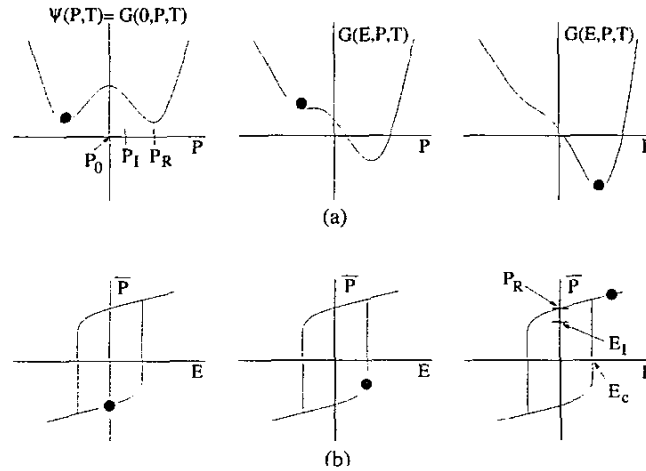 Ψ(P,T)= G(0,P,T)
G(E,P,T)
G(E,P,T)
P
P₀
P_I
P_R
P
(a)
P̅
E
P̅
E
P_R
P̅
E_I
E_c
(b)